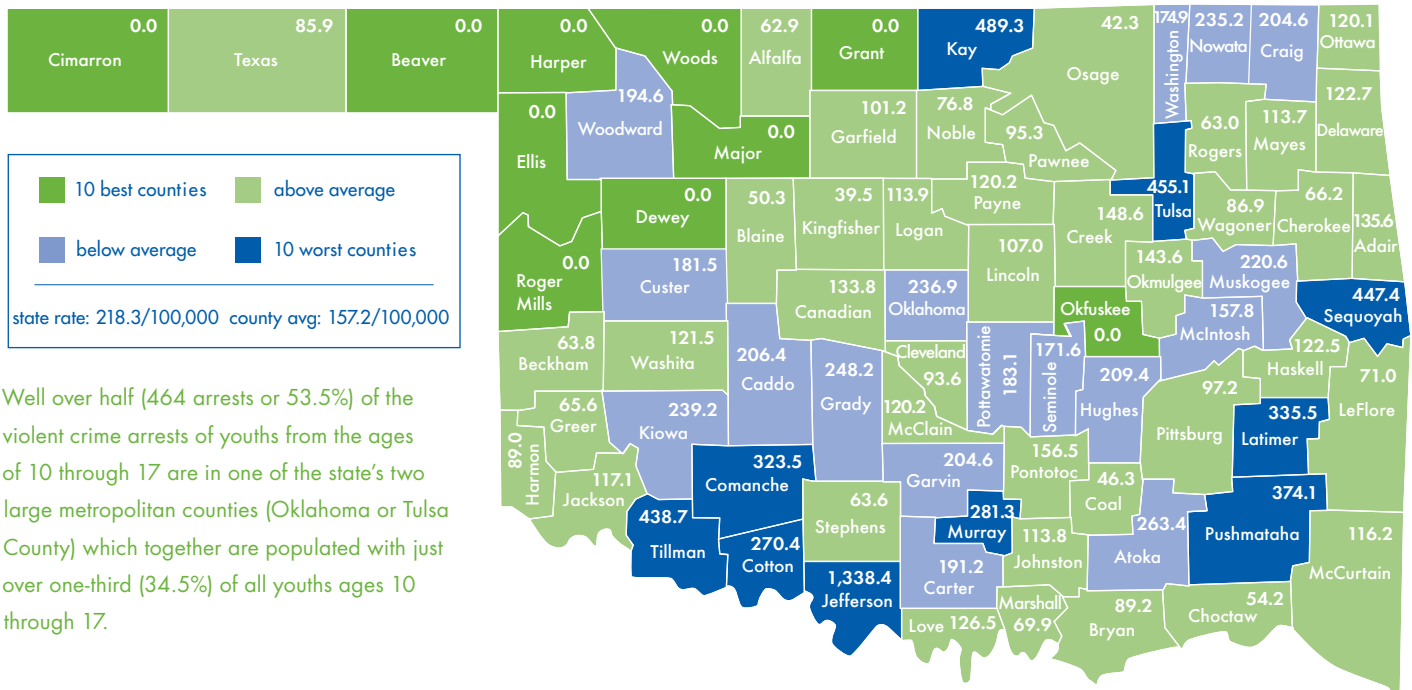 0.0
Cimarron
85.9
Texas
0.0
Beaver
0.0
Harper
0.0
Woods
62.9
Alfalfa
0.0
Grant
489.3
Kay
42.3
Osage
174.9
Washington
235.2
Nowata
204.6
Craig
120.1
Ottawa
0.0
Ellis
194.6
Woodward
0.0
Major
101.2
Garfield
76.8
Noble
95.3
Pawnee
63.0
Rogers
113.7
Mayes
122.7
Delaware
10 best counties
above average
below average
10 worst counties
state rate: 218.3/100,000 county avg: 157.2/100,000
0.0
Dewey
50.3
Blaine
39.5
Kingfisher
113.9
Logan
120.2
Payne
148.6
Creek
455.1
Tulsa
86.9
Wagoner
66.2
Cherokee
135.6
Adair
0.0
Roger
Mills
181.5
Custer
133.8
Canadian
236.9
Oklahoma
107.0
Lincoln
Okfuskee
0.0
143.6
Okmulgee
220.6
Muskogee
157.8
McIntosh
447.4
Sequoyah
63.8
Beckham
121.5
Washita
206.4
Caddo
248.2
Grady
Cleveland
93.6
120.2
McClain
Pottawatomie
183.1
171.6
Seminole
209.4
Hughes
97.2
Pittsburg
122.5
Haskell
71.0
LeFlore
Well over half (464 arrests or 53.5%) of the
violent crime arrests of youths from the ages
of 10 through 17 are in one of the state's two
large metropolitan counties (Oklahoma or Tulsa
County) which together are populated with just
over one-third (34.5%) of all youths ages 10
through 17.
89.0
Harmon
65.6
Greer
239.2
Kiowa
117.1
Jackson
323.5
Comanche
438.7
Tillman
270.4
Cotton
63.6
Stephens
1,338.4
Jefferson
204.6
Garvin
281.3
Murray
191.2
Carter
Love 126.5
156.5
Pontotoc
46.3
Coal
113.8
Johnston
Marshall
69.9
263.4
Atoka
89.2
Bryan
335.5
Latimer
374.1
Pushmataha
54.2
Choctaw
116.2
McCurtain